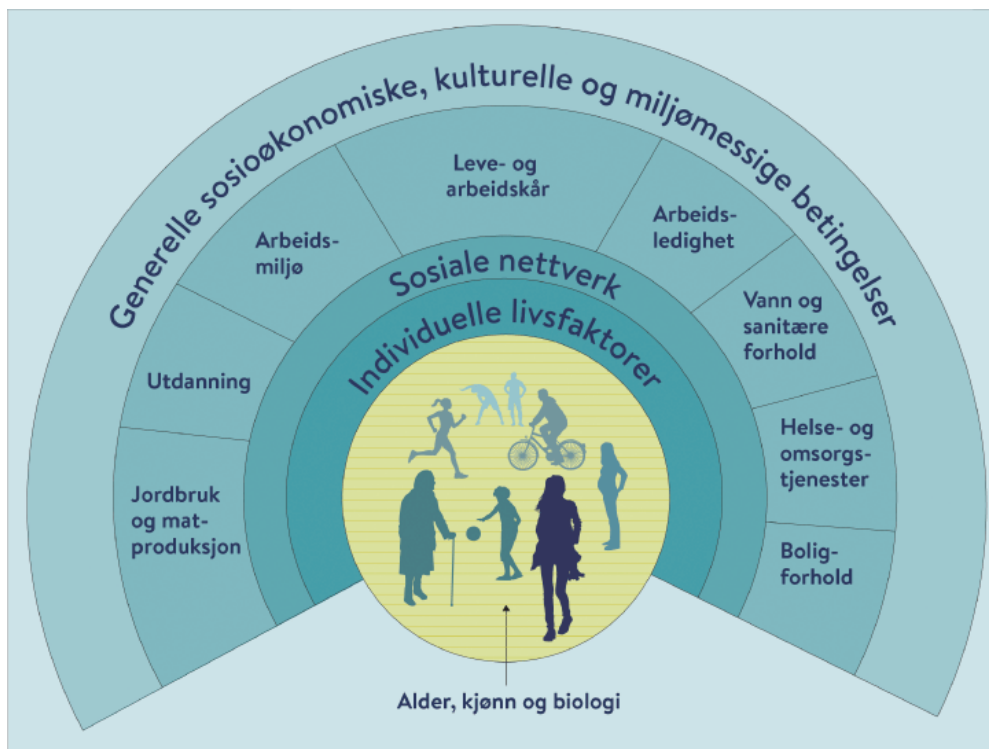 Generelle sosioøkonomiske, kulturelle og miljømessige betingelser
Leve- og
arbeidskår
Arbeids-
miljø
Arbeids-
ledighet
Sosiale nettverk
Individuelle livsfaktorer
Vann og
sanitære
forhold
Utdanning
Helse- og
omsorgs-
tjenester
Jordbruk
og mat-
produksjon
Bolig-
forhold
Alder, kjønn og biologi